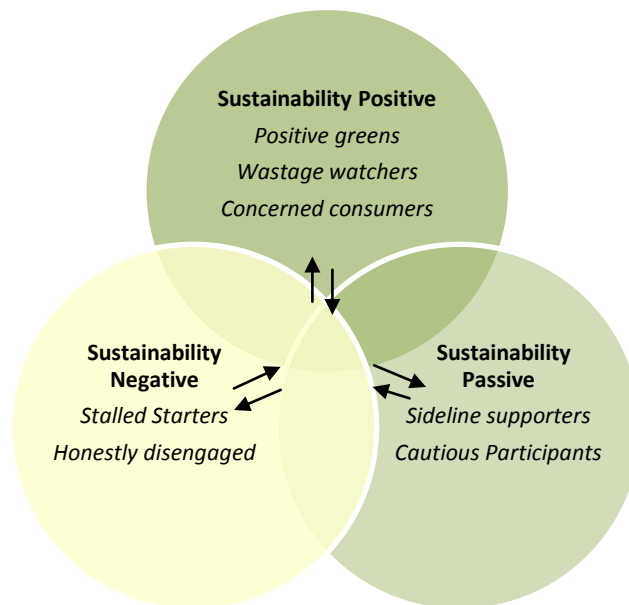 Sustainability Positive
Positive greens
Wastage watchers
Concerned consumers
Sustainability
Negative
Stalled Starters
Honestly disengaged
Sustainability
Passive
Sideline supporters
Cautious Participants